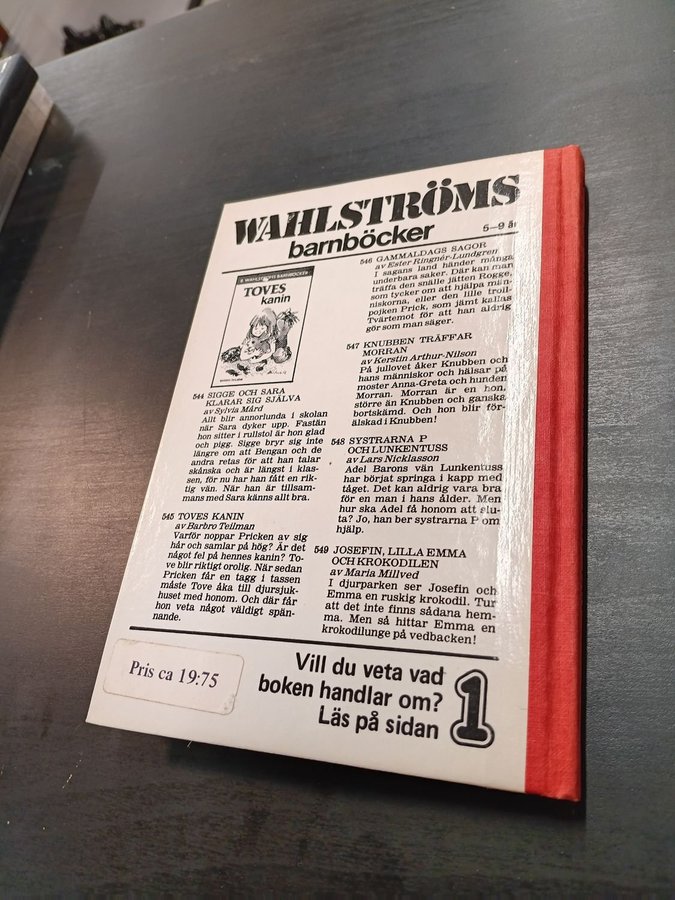 WAHLSTRÖMS
barnböcker
5–9 år
8 WAHLSTRÖMS BARNBÖCKER
TOVES
kanin
544 SIGGE OCH SARA
KLARAR SIG SJÄLVA
av Sylvia Mård
Allt blir annorlunda i skolan
när Sara dyker upp. Fastän
hon sitter i rullstol är hon glad
och pigg. Sigge bryr sig inte
längre om att Bengan och de
andra retas för att han talar
skånska och är längst i klas-
sen, för nu har han fått en rik-
tig vän. När han är tillsam-
mans med Sara känns allt bra.
545 TOVES KANIN
av Barbro Teilman
Varför noppar Pricken av sig
hår och samlar på hög? Är det
något fel på hennes kanin? To-
ve blir riktigt orolig. När sedan
Pricken får en tagg i tassen
måste Tove åka till djursjuk-
huset med honom. Och där får
hon veta något väldigt spän-
nande.
546 GAMMALDAGS SAGOR
av Ester Ringnér-Lundgren
I sagans land händer många
underbara saker. Där kan man
träffa den snälle jätten Rogge,
som tycker om att hjälpa män-
niskorna, eller den lille troll-
pojken Prick, som jämt kallas
Tvärtemot för att han aldrig
gör som man säger.
547 KNUBBEN TRÄFFAR
MORRAN
av Kerstin Arthur-Nilson
På jullovet åker Knubben och
hans människor och hälsar på
moster Anna-Greta och hunden
Morran. Morran är en hon,
större än Knubben och ganska
bortskämd. Och hon blir för-
älskad i Knubben!
548 SYSTRARNA P
OCH LUNKENTUSS
av Lars Nicklasson
Adel Barons vän Lunkentuss
har börjat springa i kapp med
tåget. Det kan aldrig vara bra
för en man i hans ålder. Men
hur ska Adel få honom att slu-
ta? Jo, han ber systrarna P om
hjälp.
549 JOSEFIN, LILLA EMMA
OCH KROKODILEN
av Maria Millved
I djurparken ser Josefin och
Emma en ruskig krokodil. Tur
att det inte finns sådana hem-
ma. Men så hittar Emma en
krokodilunge på vedbacken!
Pris ca 19:75
Vill du veta vad
boken handlar om?
Läs på sidan
1